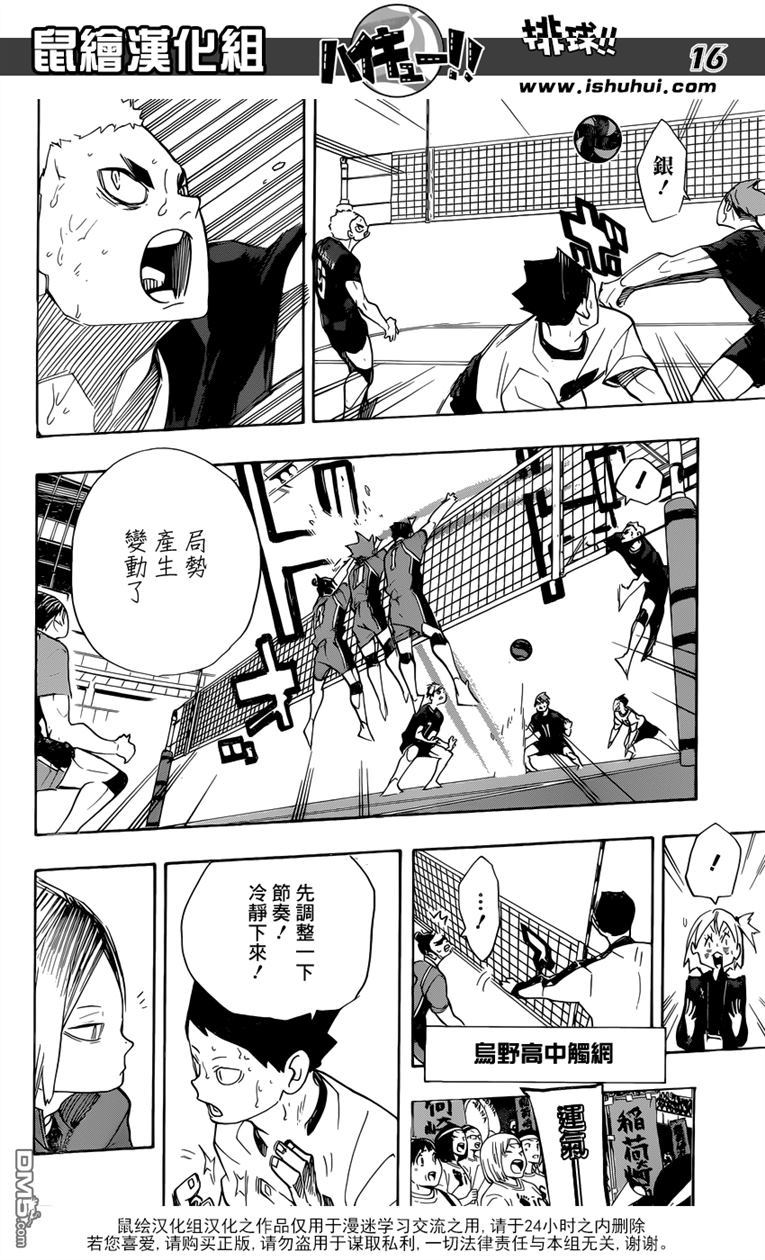 鼠繪漢化組
ハイキュー!!
排球!!
16
www.ishuhui.com
銀！
局勢
產生
變動了
！
…！
先調整一下
節奏！
冷靜下來！
烏野高中觸網
荷崎
運氣
稻荷崎
DM5.com
鼠绘汉化组汉化之作品仅用于漫迷学习交流之用, 请于24小时之内删除
若您喜爱, 请购买正版, 请勿盗用于谋取私利, 一切法律责任与本组无关, 谢谢。